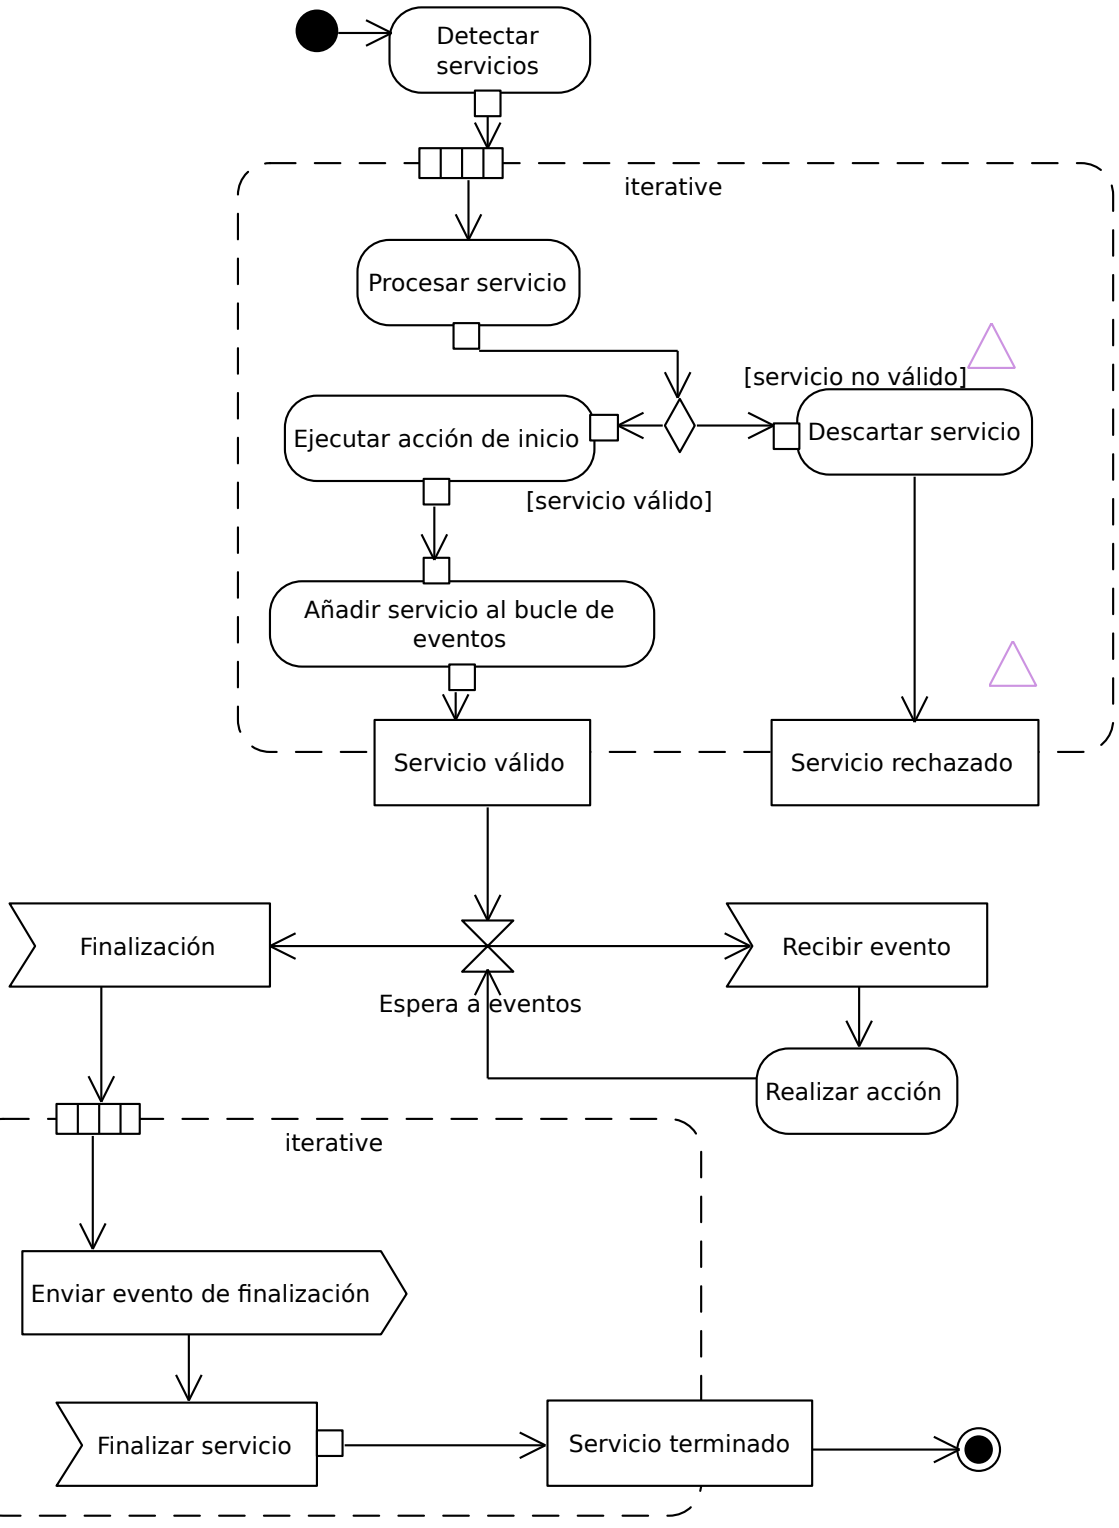 Detectar
servicios
iterative
Procesar servicio
[servicio no válido]
Ejecutar acción de inicio
Descartar servicio
[servicio válido]
Añadir servicio al bucle de
eventos
Servicio válido
Servicio rechazado
Finalización
Recibir evento
Espera a eventos
Realizar acción
iterative
Enviar evento de finalización
Finalizar servicio
Servicio terminado